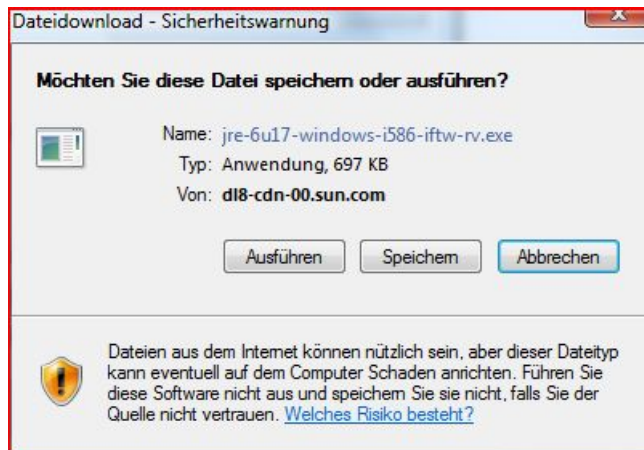 Dateidownload - Sicherheitswarnung
Möchten Sie diese Datei speichern oder ausführen?
Name: jre-6u17-windows-i586-iftw-rv.exe
Typ: Anwendung, 697 KB
Von: dl8-cdn-00.sun.com
Ausführen Speichern Abbrechen
Dateien aus dem Internet können nützlich sein, aber dieser Dateityp
kann eventuell auf dem Computer Schaden anrichten. Führen Sie
diese Software nicht aus und speichern Sie sie nicht, falls Sie der
Quelle nicht vertrauen. Welches Risiko besteht?